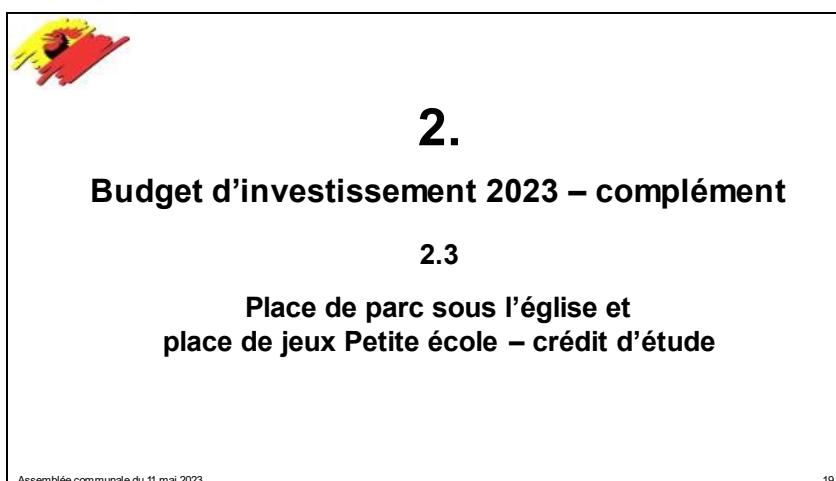 2.
Budget d’investissement 2023 – complément
2.3
Place de parc sous l’église et
place de jeux Petite école – crédit d’étude
Assemblée communale du 11 mai 2023
19